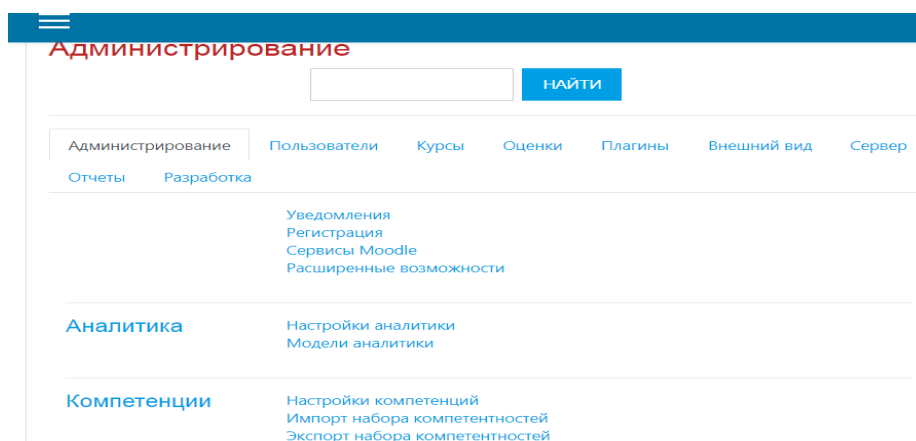 Администрирование
НАЙТИ
Администрирование Пользователи Курсы Оценки Плагины Внешний вид Сервер
Отчеты Разработка
Уведомления
Регистрация
Сервисы Moodle
Расширенные возможности
Аналитика Настройки аналитики
Модели аналитики
Компетенции Настройки компетенций
Импорт набора компетентностей
Экспорт набора компетентностей